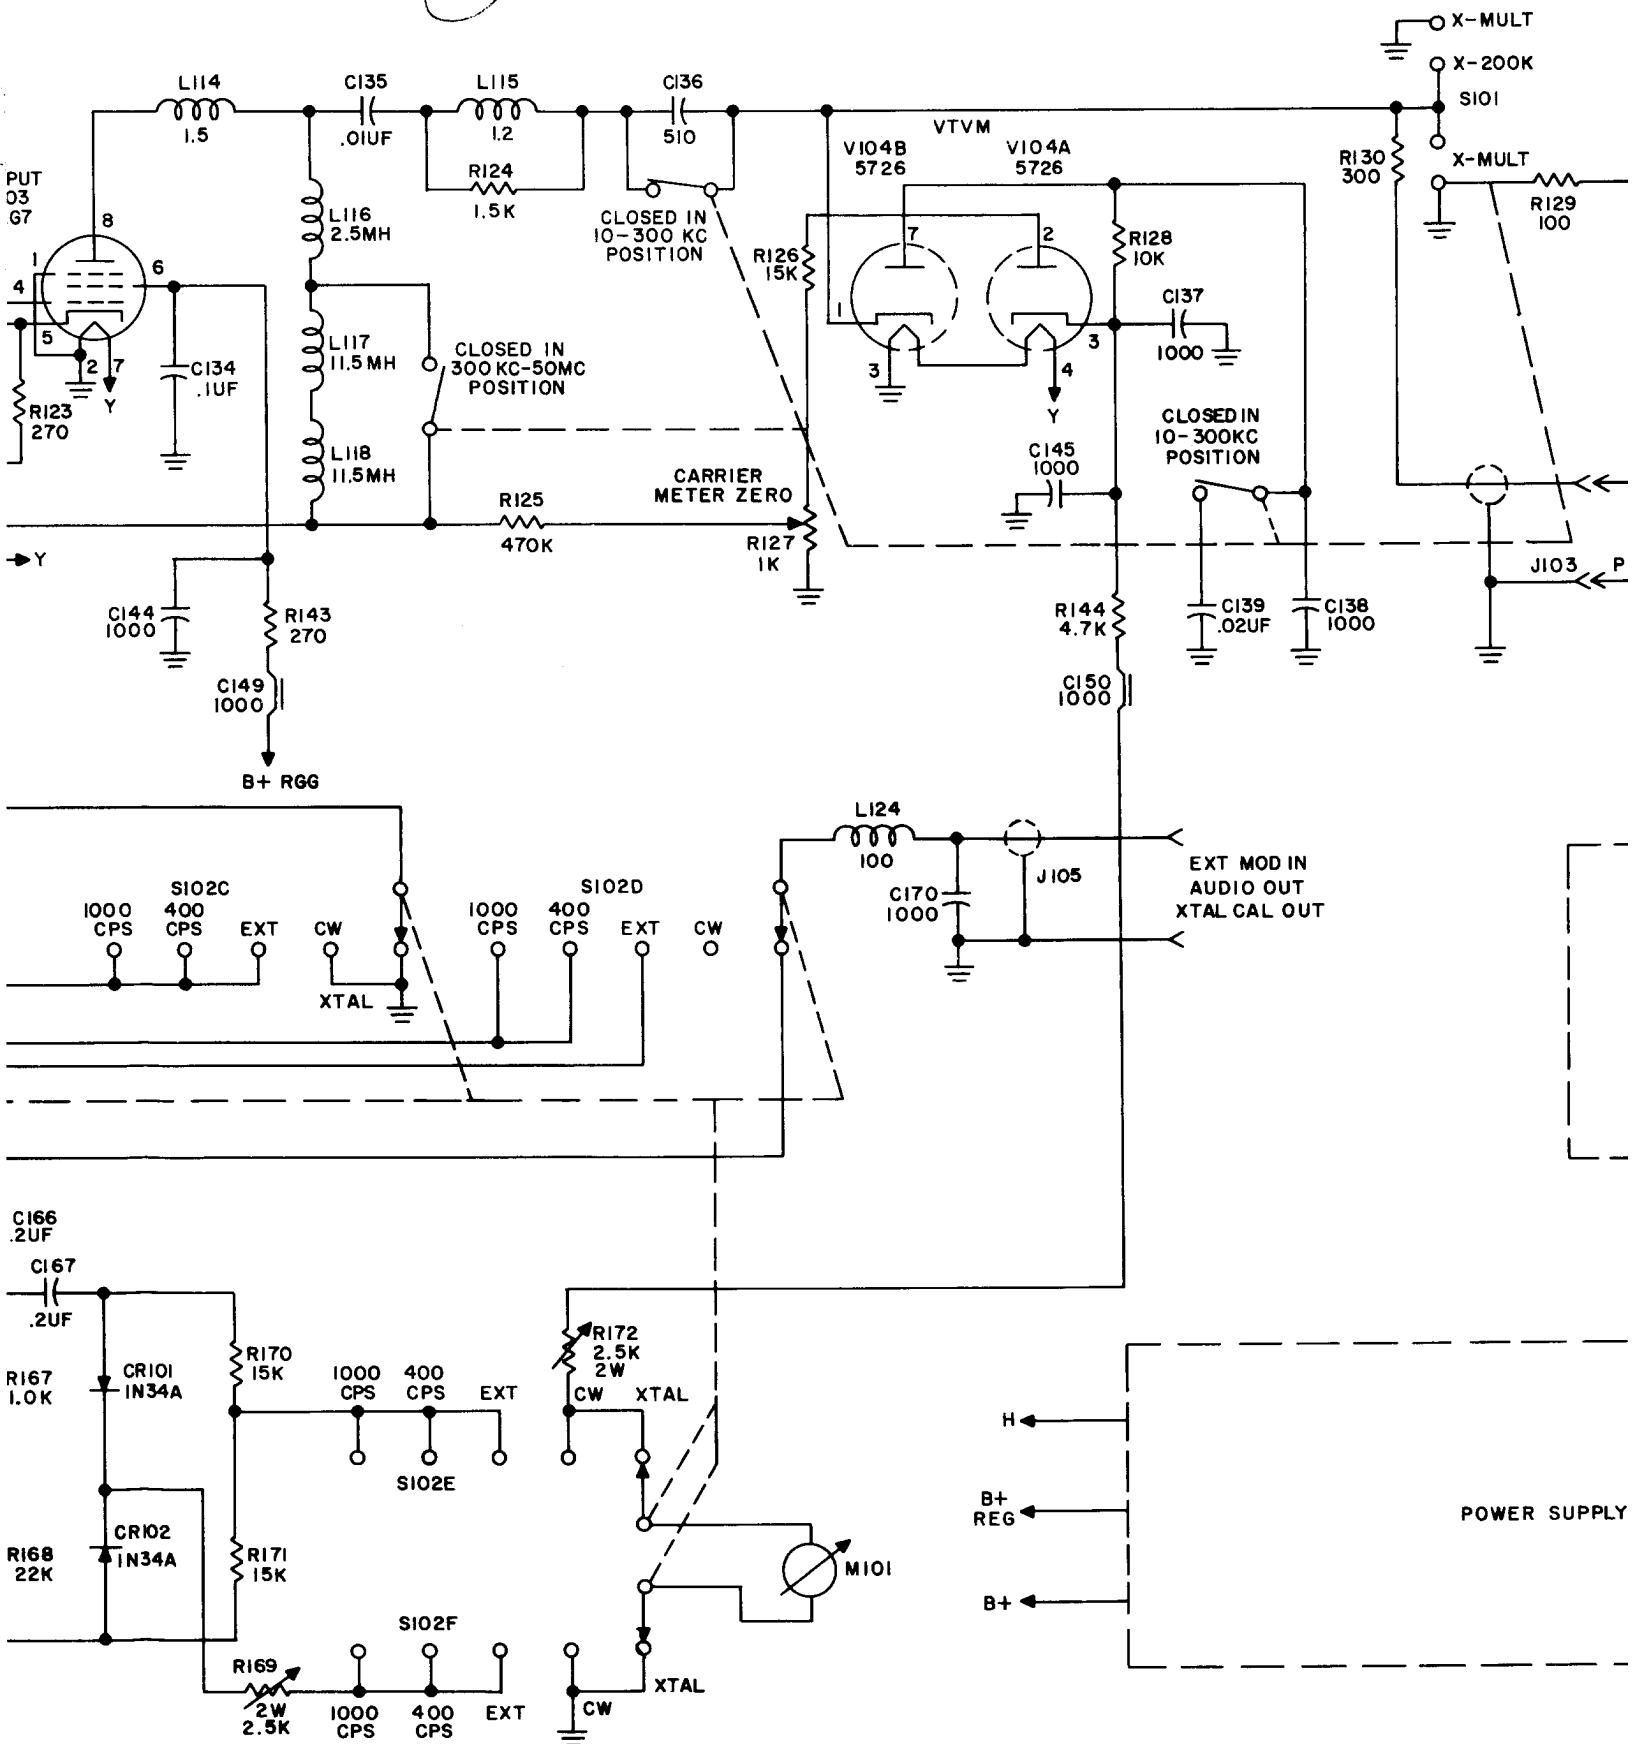 X-MULT
X-200K
S101
X-MULT
L114
1.5
C135
.01UF
L115
1.2
C136
510
VTVM
V104B
5726
V104A
5726
R130
300
R129
100
PUT
03
G7
R124
1.5K
CLOSED IN
10-300 KC
POSITION
L116
2.5MH
8
1
6
4
5
2
7
Y
R126
15K
7
2
1
3
3
4
Y
R128
10K
C137
1000
C134
.1UF
L117
11.5MH
CLOSED IN
300KC-50MC
POSITION
R123
270
L118
11.5MH
CARRIER
METER ZERO
C145
1000
CLOSED IN
10-300KC
POSITION
R125
470K
R127
1K
Y
J103
P
C144
1000
R143
270
R144
4.7K
C139
.02UF
C138
1000
C149
1000
C150
1000
B+ RGG
L124
100
J105
EXT MOD IN
AUDIO OUT
XTAL CAL OUT
C170
1000
S102C
1000
CPS
400
CPS
EXT
CW
XTAL
S102D
1000
CPS
400
CPS
EXT
CW
C166
.2UF
C167
.2UF
R167
1.0K
CR101
1N34A
R170
15K
1000
CPS
400
CPS
EXT
S102E
R172
2.5K
2W
CW
XTAL
H
B+
REG
B+
POWER SUPPLY
R168
22K
CR102
1N34A
R171
15K
M101
S102F
R169
2W
2.5K
1000
CPS
400
CPS
EXT
CW
XTAL